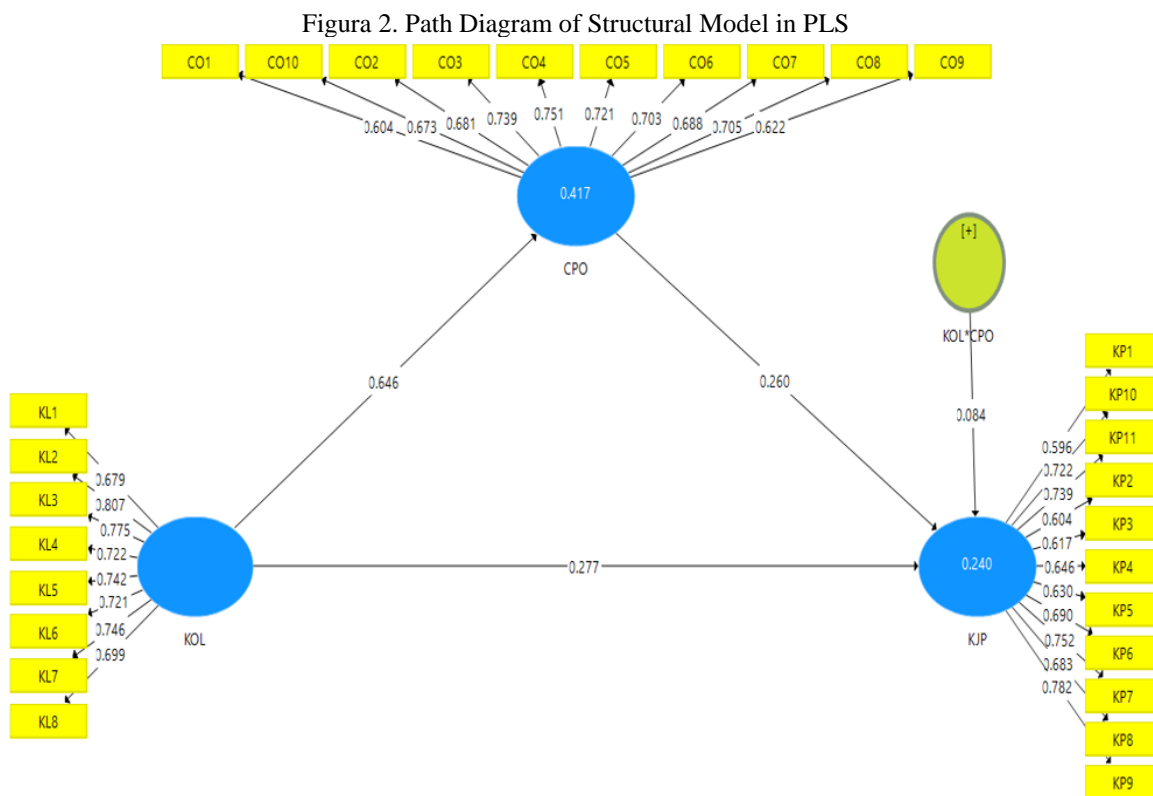 Figura 2. Path Diagram of Structural Model in PLS
CO1 CO10 CO2 CO3 CO4 CO5 CO6 CO7 CO8 CO9
0.604 0.673 0.681 0.739 0.751 0.721 0.703 0.688 0.705 0.622
0.417
CPO
[+]
KOL*CPO
0.646
0.260
0.084
KL1
KL2
KL3
KL4
KL5
KL6
KL7
KL8
0.679
0.807
0.775
0.722
0.742
0.721
0.746
0.699
KOL
0.277
0.240
KJP
0.596
0.722
0.739
0.604
0.617
0.646
0.630
0.690
0.752
0.683
0.782
KP1
KP10
KP11
KP2
KP3
KP4
KP5
KP6
KP7
KP8
KP9